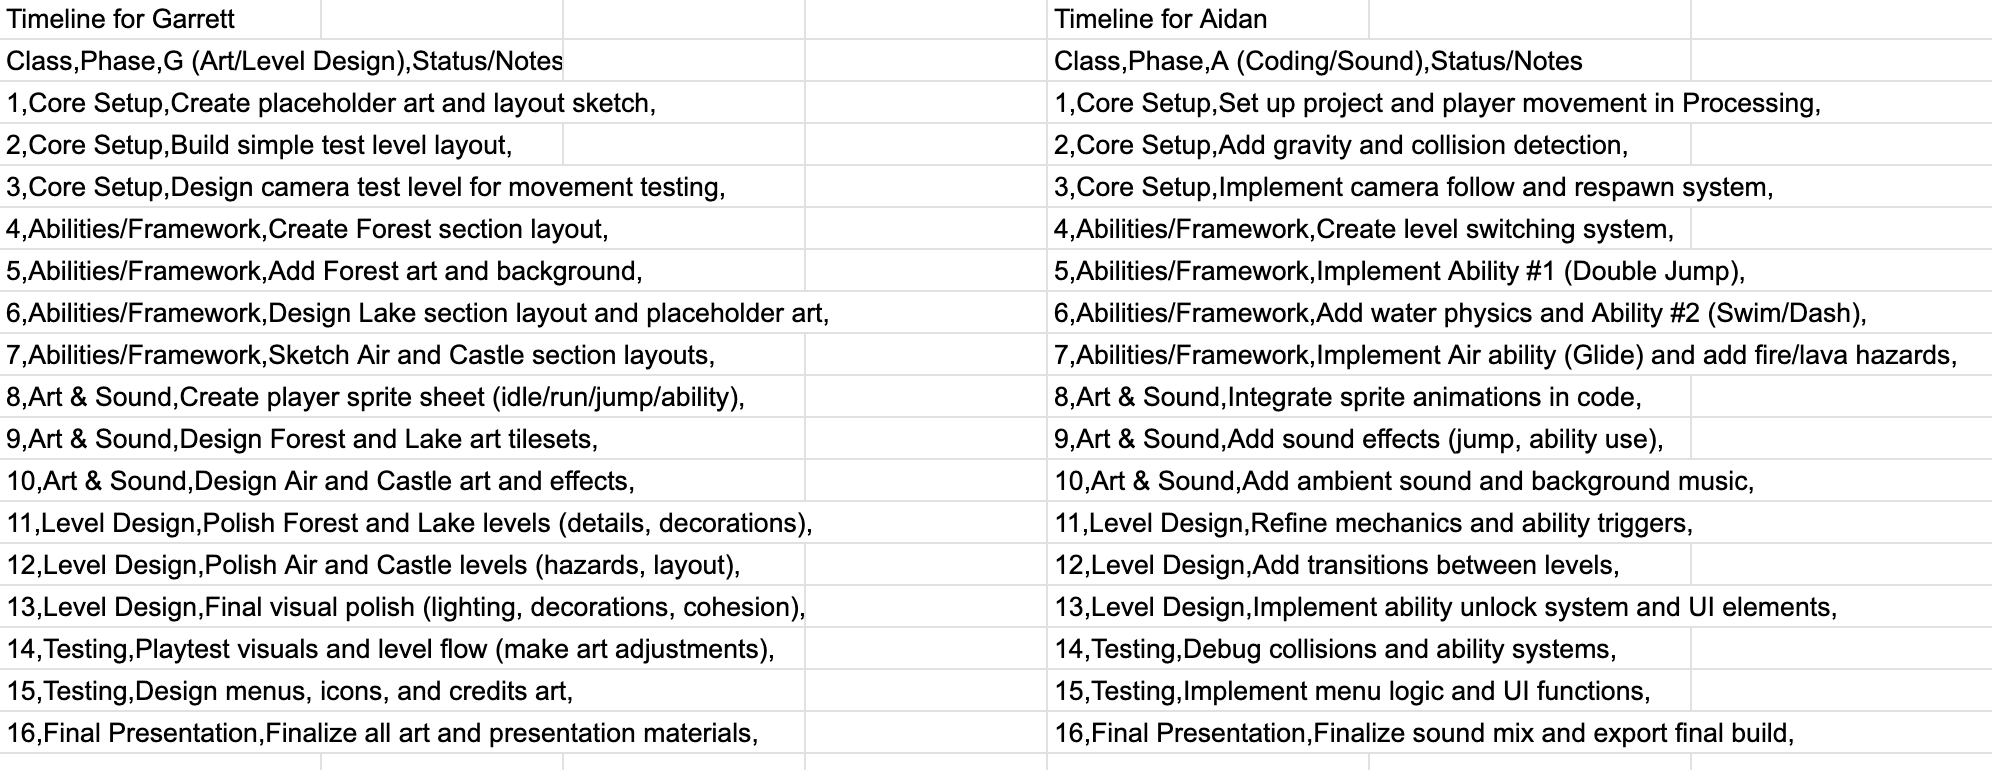 Timeline for Garrett
Class,Phase,G (Art/Level Design),Status/Notes
1,Core Setup,Create placeholder art and layout sketch,
2,Core Setup,Build simple test level layout,
3,Core Setup,Design camera test level for movement testing,
4,Abilities/Framework,Create Forest section layout,
5,Abilities/Framework,Add Forest art and background,
6,Abilities/Framework,Design Lake section layout and placeholder art,
7,Abilities/Framework,Sketch Air and Castle section layouts,
8,Art & Sound,Create player sprite sheet (idle/run/jump/ability),
9,Art & Sound,Design Forest and Lake art tilesets,
10,Art & Sound,Design Air and Castle art and effects,
11,Level Design,Polish Forest and Lake levels (details, decorations),
12,Level Design,Polish Air and Castle levels (hazards, layout),
13,Level Design,Final visual polish (lighting, decorations, cohesion),
14,Testing,Playtest visuals and level flow (make art adjustments),
15,Testing,Design menus, icons, and credits art,
16,Final Presentation,Finalize all art and presentation materials,
Timeline for Aidan
Class,Phase,A (Coding/Sound),Status/Notes
1,Core Setup,Set up project and player movement in Processing,
2,Core Setup,Add gravity and collision detection,
3,Core Setup,Implement camera follow and respawn system,
4,Abilities/Framework,Create level switching system,
5,Abilities/Framework,Implement Ability #1 (Double Jump),
6,Abilities/Framework,Add water physics and Ability #2 (Swim/Dash),
7,Abilities/Framework,Implement Air ability (Glide) and add fire/lava hazards,
8,Art & Sound,Integrate sprite animations in code,
9,Art & Sound,Add sound effects (jump, ability use),
10,Art & Sound,Add ambient sound and background music,
11,Level Design,Refine mechanics and ability triggers,
12,Level Design,Add transitions between levels,
13,Level Design,Implement ability unlock system and UI elements,
14,Testing,Debug collisions and ability systems,
15,Testing,Implement menu logic and UI functions,
16,Final Presentation,Finalize sound mix and export final build,